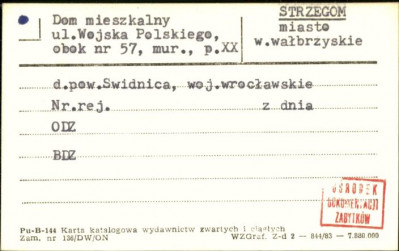 Dom mieszkalny
ul.Wojska Polskiego,
obok nr 57, mur., p.XX
STRZEGOM
miasto
w.wałbrzyskie
d.pow.Swidnica, woj.wrocławskie
Nr.rej. z dnia
ODZ
BDZ
OŚRODEK
DOKUMENTACJI
ZABYTKÓW
Pu-B-144 Karta katalogowa wydawnictw zwartych i ciągłych
Zam. nr 136/DW/ON WZGraf. Z-d 2 — 844/83 — 7.880.000